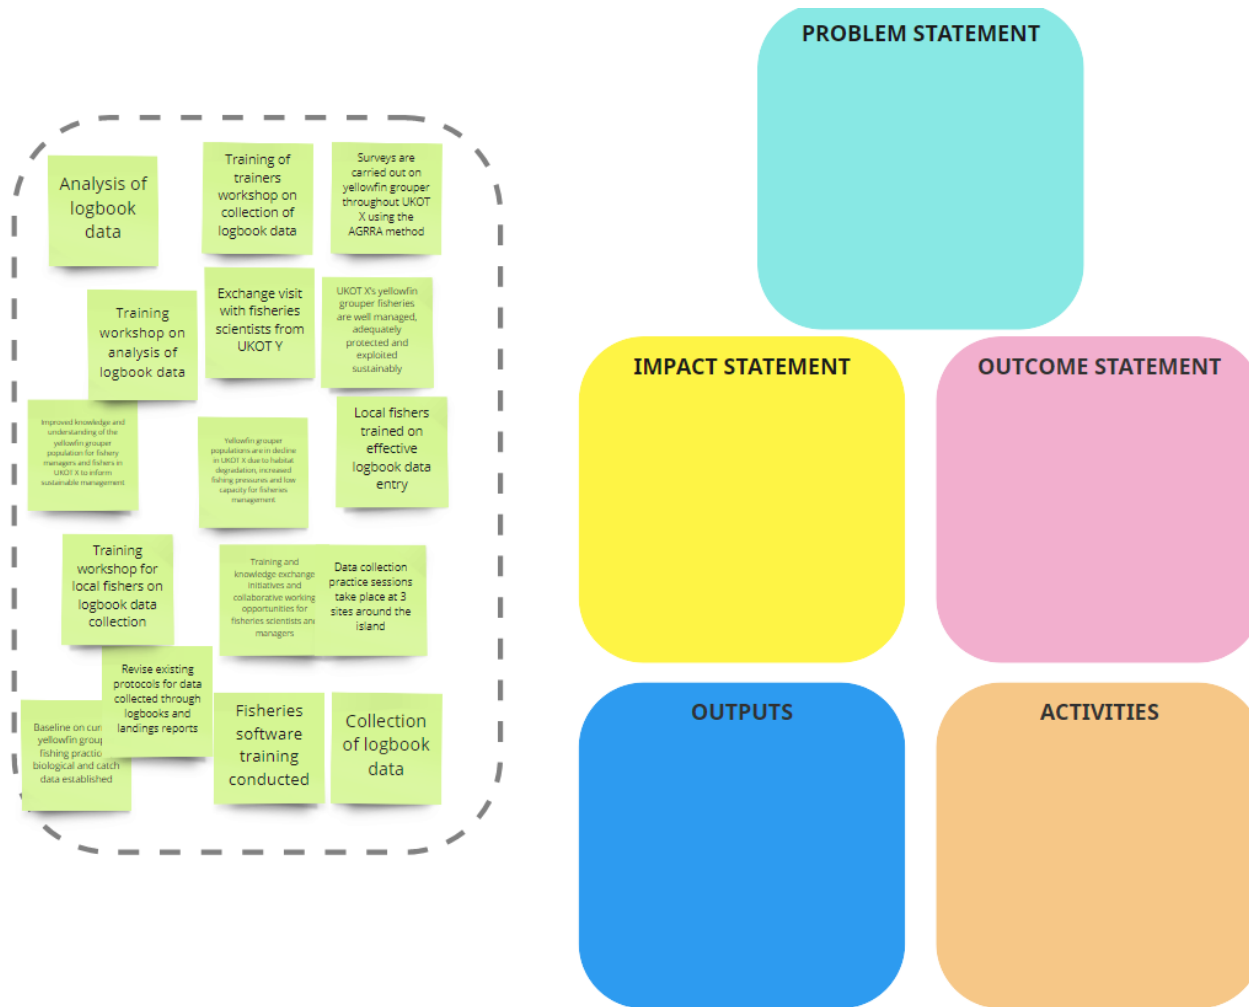 PROBLEM STATEMENT
Analysis of
logbook
data
Training of
trainers
workshop on
collection of
logbook data
Surveys are
carried out on
yellowfin grouper
throughout UKOT
X using the
AGRRA method
Training
workshop on
analysis of
logbook data
Exchange visit
with fisheries
scientists from
UKOT Y
UKOT X's yellowfin
grouper fisheries
are well managed,
adequately
protected and
exploited
sustainably
Improved knowledge and
understanding of the
yellowfin grouper
population for fishery
managers and fishers in
UKOT X to inform
sustainable management
Yellowfin grouper
populations are in decline
in UKOT X due to habitat
degradation, increased
fishing pressures and low
capacity for fisheries
management
Local fishers
trained on
effective
logbook data
entry
Training
workshop for
local fishers on
logbook data
collection
Training and
knowledge exchange
initiatives and
collaborative working
opportunities for
fisheries scientists and
managers
Data collection
practice sessions
take place at 3
sites around the
island
Revise existing
protocols for data
collected through
logbooks and
landings reports
Baseline on
yellowfin
fishing
biological and catch
data established
Fisheries
software
training
conducted
Collection
of logbook
data
IMPACT STATEMENT
OUTCOME STATEMENT
OUTPUTS
ACTIVITIES